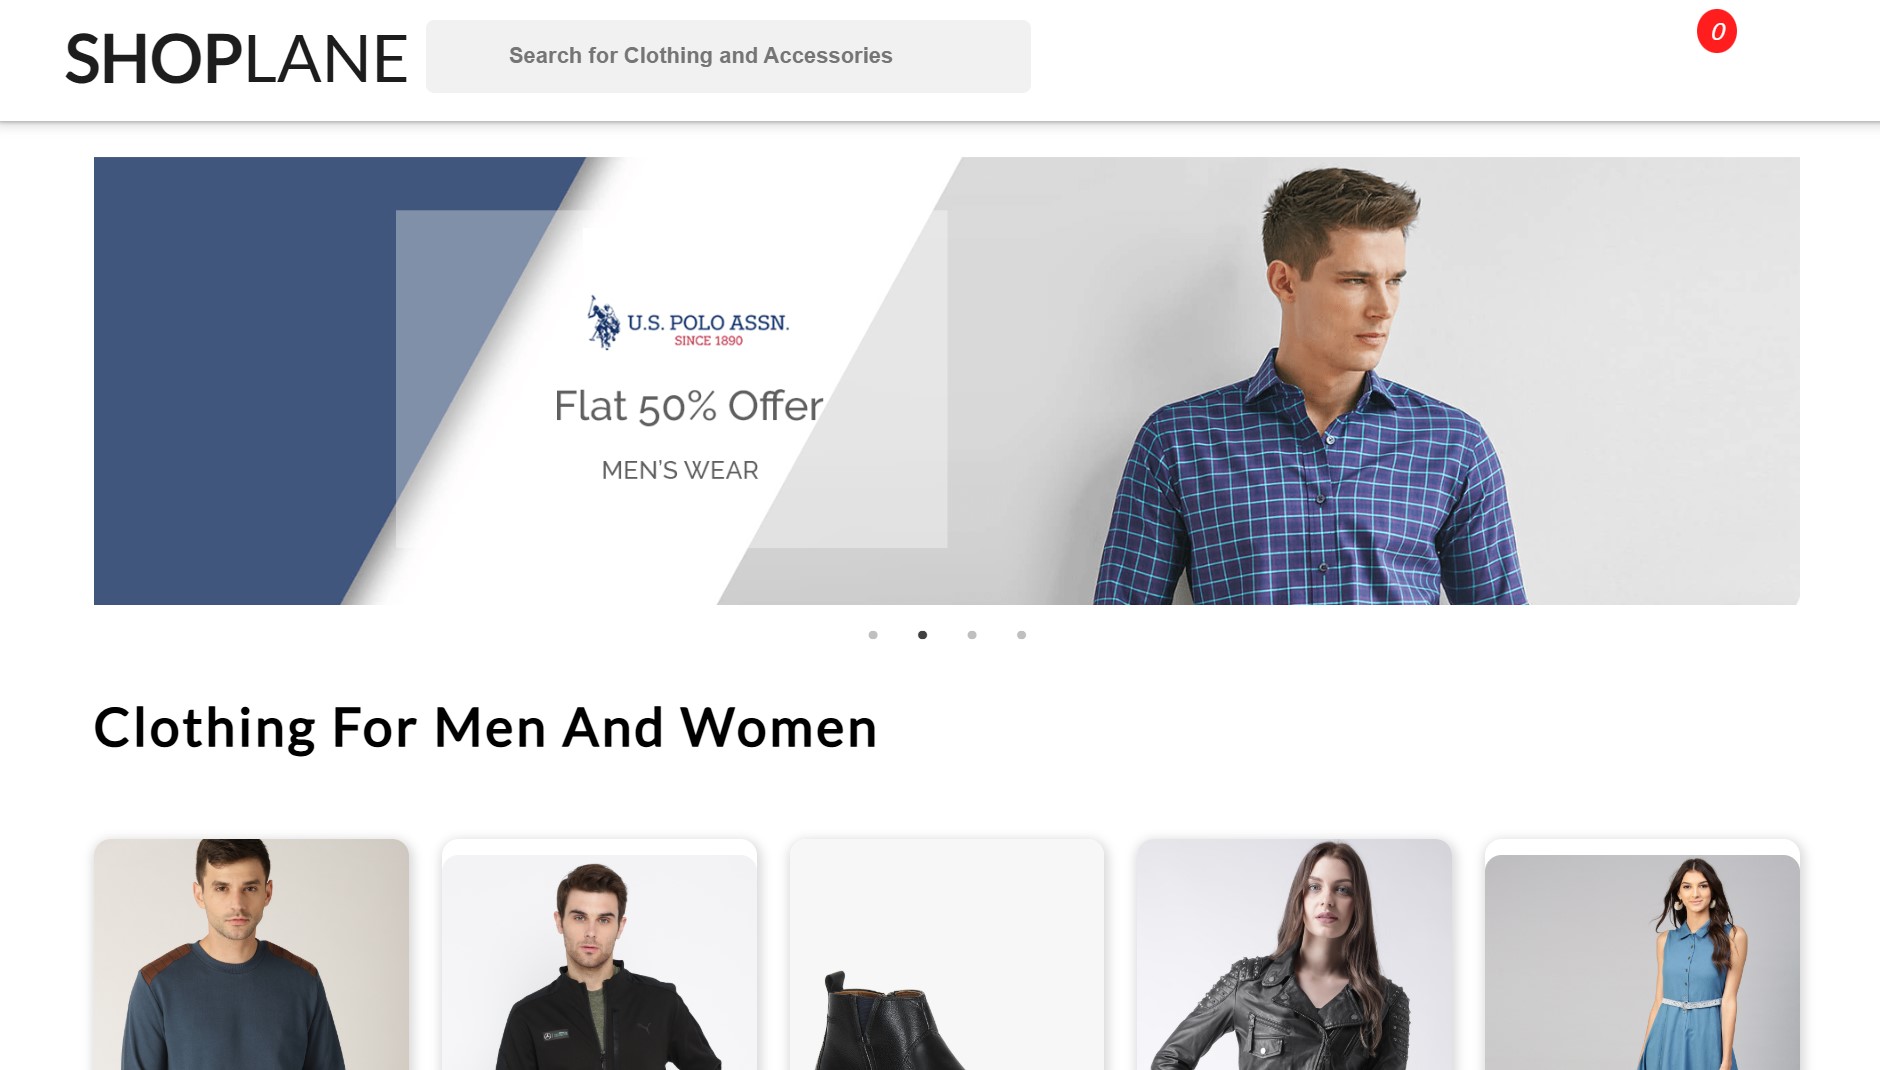 SHOPLANE
Search for Clothing and Accessories
0
U.S. POLO ASSN.
SINCE 1890
Flat 50% Offer
MEN'S WEAR
Clothing For Men And Women